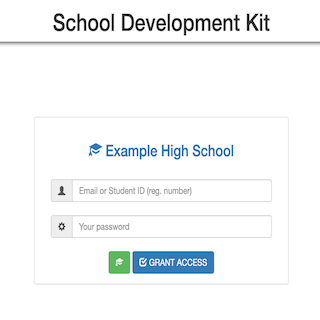 School Development Kit
Example High School
Email or Student ID (reg. number)
Your password
GRANT ACCESS